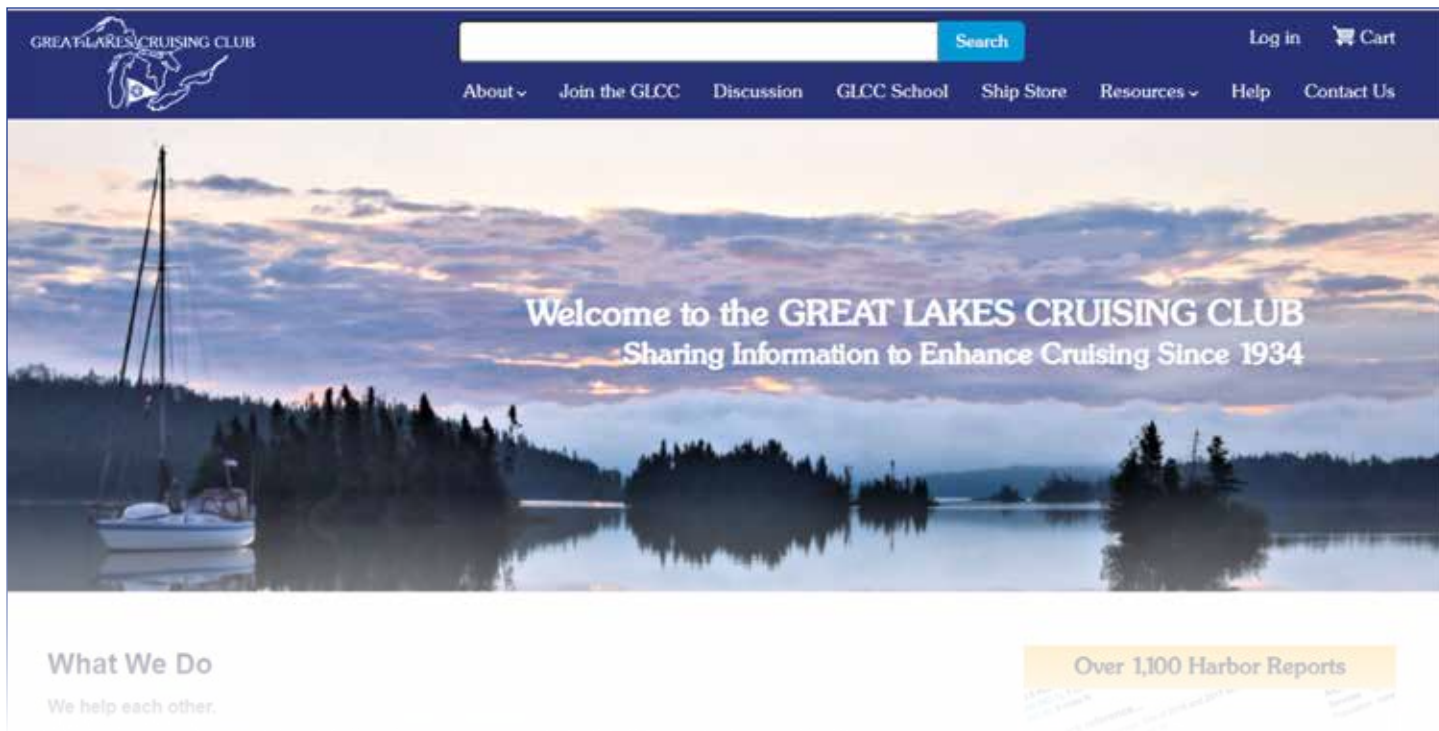 GREAT LAKES CRUISING CLUB
Search
Log in
Cart
About
Join the GLCC
Discussion
GLCC School
Ship Store
Resources
Help
Contact Us
Welcome to the GREAT LAKES CRUISING CLUB
Sharing Information to Enhance Cruising Since 1934
What We Do
We help each other.
Over 1,100 Harbor Reports